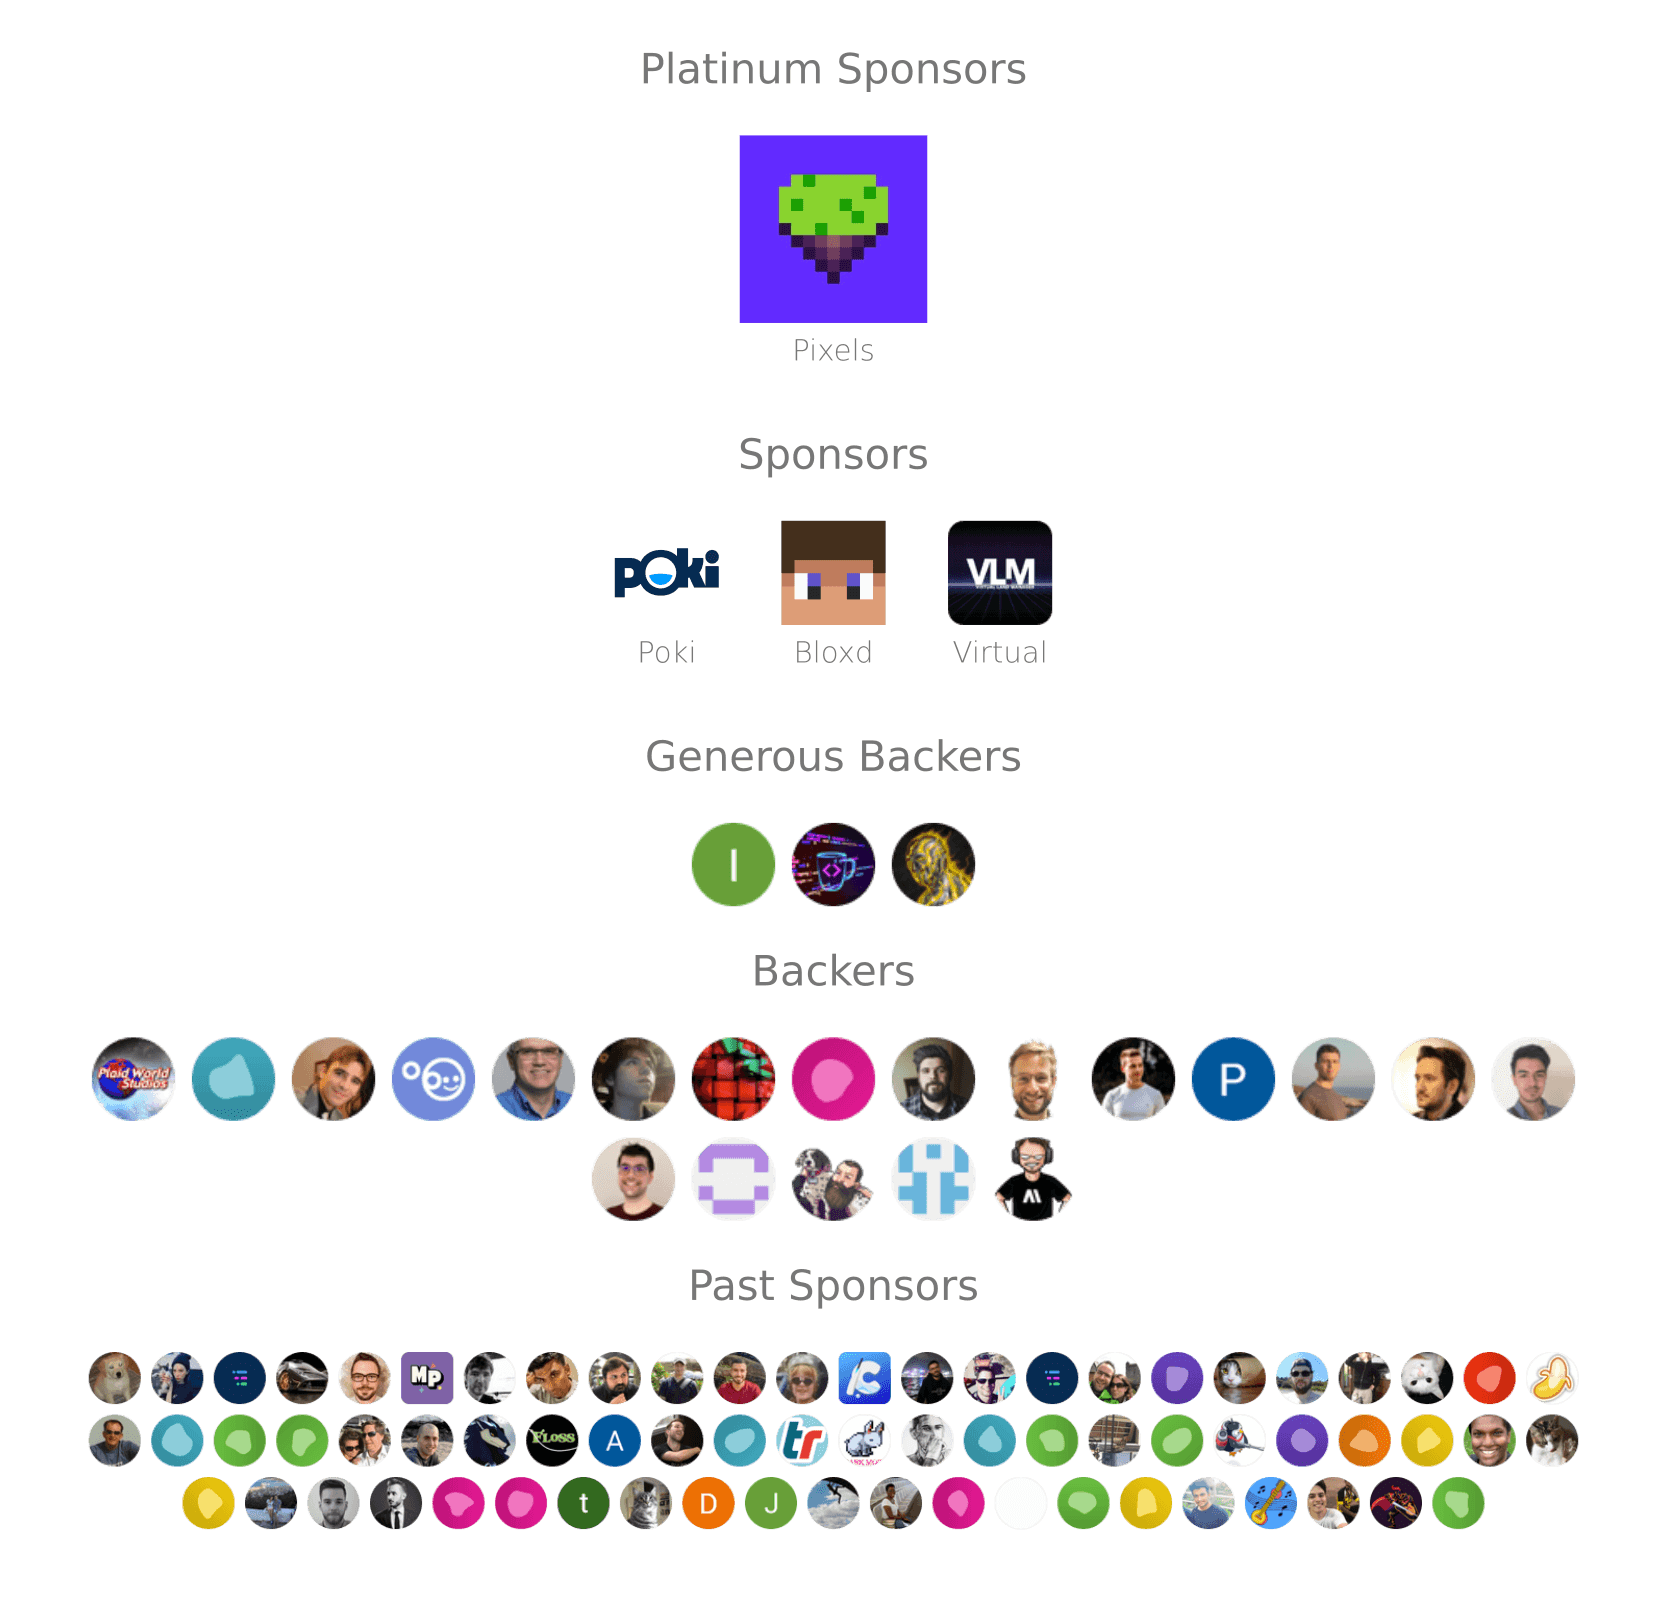 Platinum Sponsors
Pixels
Sponsors
poki
VLM
Poki Bloxd Virtual
Generous Backers
I
<>
Backers
Plaid World
Studios
P
Past Sponsors
MP
C
FLOSS
A
tr
t
D
J